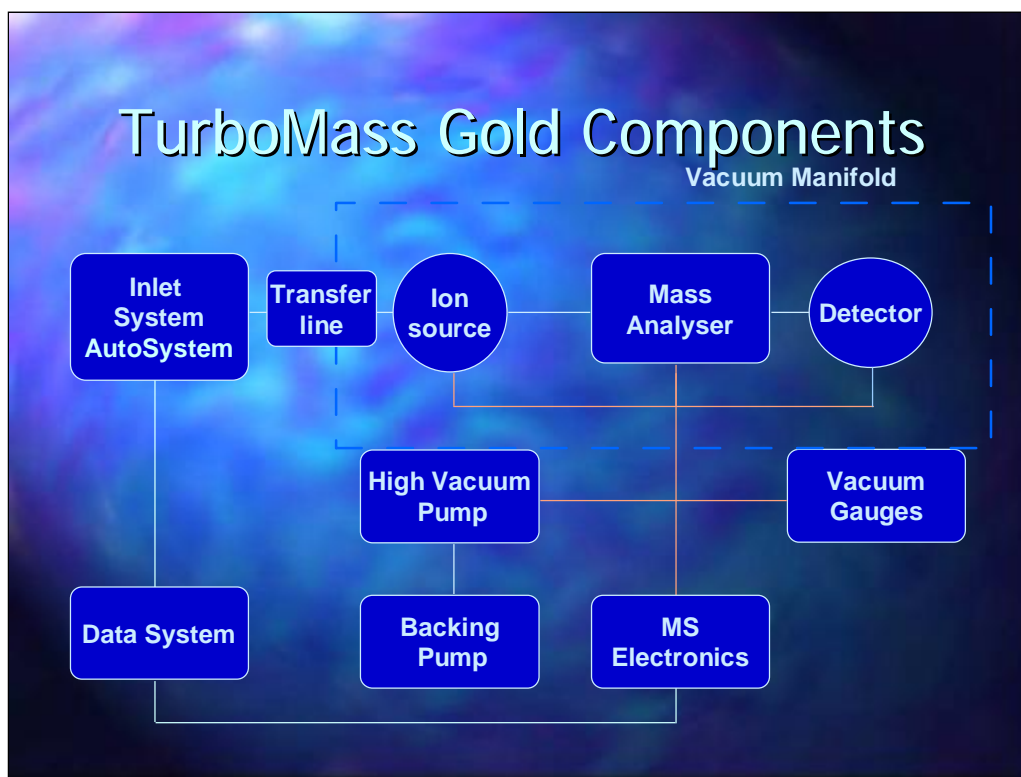 TurboMass Gold Components
Vacuum Manifold
Inlet
System
AutoSystem
Transfer
line
Ion
source
Mass
Analyser
Detector
High Vacuum
Pump
Vacuum
Gauges
Data System
Backing
Pump
MS
Electronics